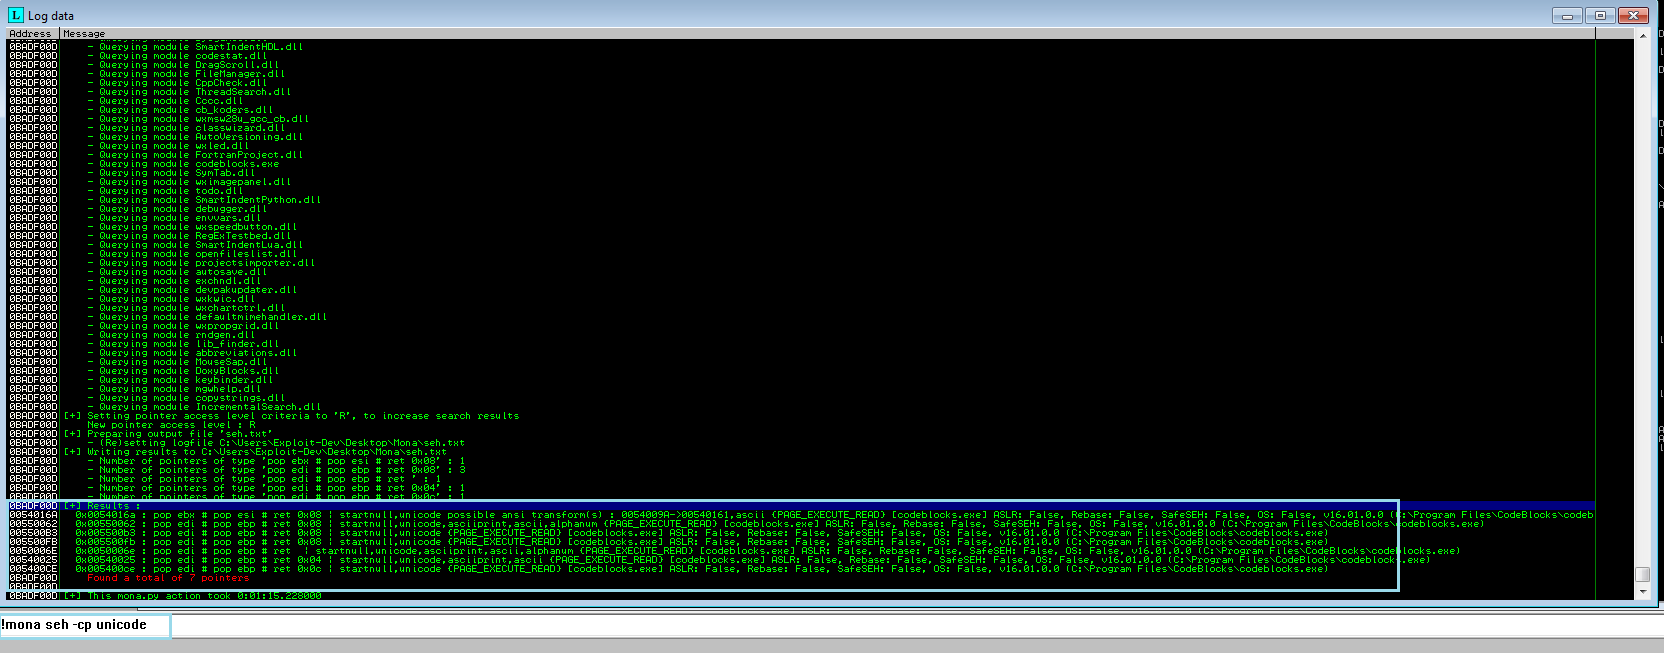 L Log data
Address Message
0BADF00D - Querying module SmartIndentHDL.dll
0BADF00D - Querying module codestat.dll
0BADF00D - Querying module DragScroll.dll
0BADF00D - Querying module FileManager.dll
0BADF00D - Querying module CppCheck.dll
0BADF00D - Querying module ThreadSearch.dll
0BADF00D - Querying module Cccc.dll
0BADF00D - Querying module cb_koders.dll
0BADF00D - Querying module wxmsw28u_gcc_cb.dll
0BADF00D - Querying module classwizard.dll
0BADF00D - Querying module AutoVersioning.dll
0BADF00D - Querying module wxled.dll
0BADF00D - Querying module FortranProject.dll
0BADF00D - Querying module codeblocks.exe
0BADF00D - Querying module SymTab.dll
0BADF00D - Querying module wximagepanel.dll
0BADF00D - Querying module todo.dll
0BADF00D - Querying module SmartIndentPython.dll
0BADF00D - Querying module debugger.dll
0BADF00D - Querying module envvars.dll
0BADF00D - Querying module wxspeedbutton.dll
0BADF00D - Querying module RegExTestbed.dll
0BADF00D - Querying module SmartIndentLua.dll
0BADF00D - Querying module openfileslist.dll
0BADF00D - Querying module projectsimporter.dll
0BADF00D - Querying module autosave.dll
0BADF00D - Querying module exchndl.dll
0BADF00D - Querying module devpakupdater.dll
0BADF00D - Querying module wxkwic.dll
0BADF00D - Querying module wxchartctrl.dll
0BADF00D - Querying module defaultmimehandler.dll
0BADF00D - Querying module wxpropgrid.dll
0BADF00D - Querying module rndgen.dll
0BADF00D - Querying module lib_finder.dll
0BADF00D - Querying module abbreviations.dll
0BADF00D - Querying module MouseSap.dll
0BADF00D - Querying module DoxyBlocks.dll
0BADF00D - Querying module keybinder.dll
0BADF00D - Querying module mgwhelp.dll
0BADF00D - Querying module copystrings.dll
0BADF00D - Querying module IncrementalSearch.dll
0BADF00D [+] Setting pointer access level criteria to 'R', to increase search results
0BADF00D New pointer access level : R
0BADF00D [+] Preparing output file 'seh.txt'
0BADF00D - (Re)setting logfile C:\Users\Exploit-Dev\Desktop\Mona\seh.txt
0BADF00D [+] Writing results to C:\Users\Exploit-Dev\Desktop\Mona\seh.txt
0BADF00D - Number of pointers of type 'pop ebx # pop esi # ret 0x08' : 1
0BADF00D - Number of pointers of type 'pop edi # pop ebp # ret 0x08' : 3
0BADF00D - Number of pointers of type 'pop edi # pop ebp # ret ' : 1
0BADF00D - Number of pointers of type 'pop edi # pop ebp # ret 0x04' : 1
0BADF00D - Number of pointers of type 'pop edi # pop ebp # ret 0x0c' : 1
0BADF00D [+] Results :
0054016A 0x0054016a : pop ebx # pop esi # ret 0x08 | startnull,unicode possible ansi transform(s) : 0054009A->00540161,ascii {PAGE_EXECUTE_READ} [codeblocks.exe] ASLR: False, Rebase: False, SafeSEH: False, OS: False, v16.01.0.0 (C:\Program Files\CodeBlocks\codeb
00550062 0x00550062 : pop edi # pop ebp # ret 0x08 | startnull,unicode,asciiprint,ascii,alphanum {PAGE_EXECUTE_READ} [codeblocks.exe] ASLR: False, Rebase: False, SafeSEH: False, OS: False, v16.01.0.0 (C:\Program Files\CodeBlocks\codeblocks.exe)
005500B3 0x005500b3 : pop edi # pop ebp # ret 0x08 | startnull,unicode {PAGE_EXECUTE_READ} [codeblocks.exe] ASLR: False, Rebase: False, SafeSEH: False, OS: False, v16.01.0.0 (C:\Program Files\CodeBlocks\codeblocks.exe)
005500FB 0x005500fb : pop edi # pop ebp # ret 0x08 | startnull,unicode {PAGE_EXECUTE_READ} [codeblocks.exe] ASLR: False, Rebase: False, SafeSEH: False, OS: False, v16.01.0.0 (C:\Program Files\CodeBlocks\codeblocks.exe)
0050006E 0x0050006e : pop edi # pop ebp # ret | startnull,unicode,asciiprint,ascii,alphanum {PAGE_EXECUTE_READ} [codeblocks.exe] ASLR: False, Rebase: False, SafeSEH: False, OS: False, v16.01.0.0 (C:\Program Files\CodeBlocks\codeblocks.exe)
00540025 0x00540025 : pop edi # pop ebp # ret 0x04 | startnull,unicode,asciiprint,ascii {PAGE_EXECUTE_READ} [codeblocks.exe] ASLR: False, Rebase: False, SafeSEH: False, OS: False, v16.01.0.0 (C:\Program Files\CodeBlocks\codeblocks.exe)
005400CE 0x005400ce : pop edi # pop ebp # ret 0x0c | startnull,unicode {PAGE_EXECUTE_READ} [codeblocks.exe] ASLR: False, Rebase: False, SafeSEH: False, OS: False, v16.01.0.0 (C:\Program Files\CodeBlocks\codeblocks.exe)
0BADF00D Found a total of 7 pointers
0BADF00D
0BADF00D [+] This mona.py action took 0:01:15.228000
!mona seh -cp unicode